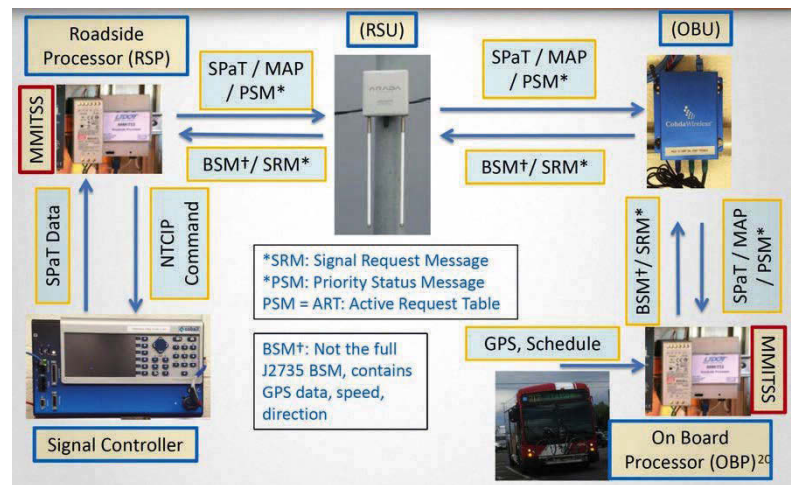 Roadside
Processor (RSP)
(RSU)
(OBU)
SPaT / MAP
/ PSM*
SPaT / MAP
/ PSM*
MMITSS
ARADA
CohdaWireless
BSM†/ SRM*
BSM†/ SRM*
SPaT Data
NTCIP
Command
*SRM: Signal Request Message
*PSM: Priority Status Message
PSM = ART: Active Request Table
BSM†/ SRM*
SPaT / MAP
/ PSM*
BSM†: Not the full
J2735 BSM, contains
GPS data, speed,
direction
GPS, Schedule
MMITSS
Signal Controller
On Board
Processor (OBP)
20